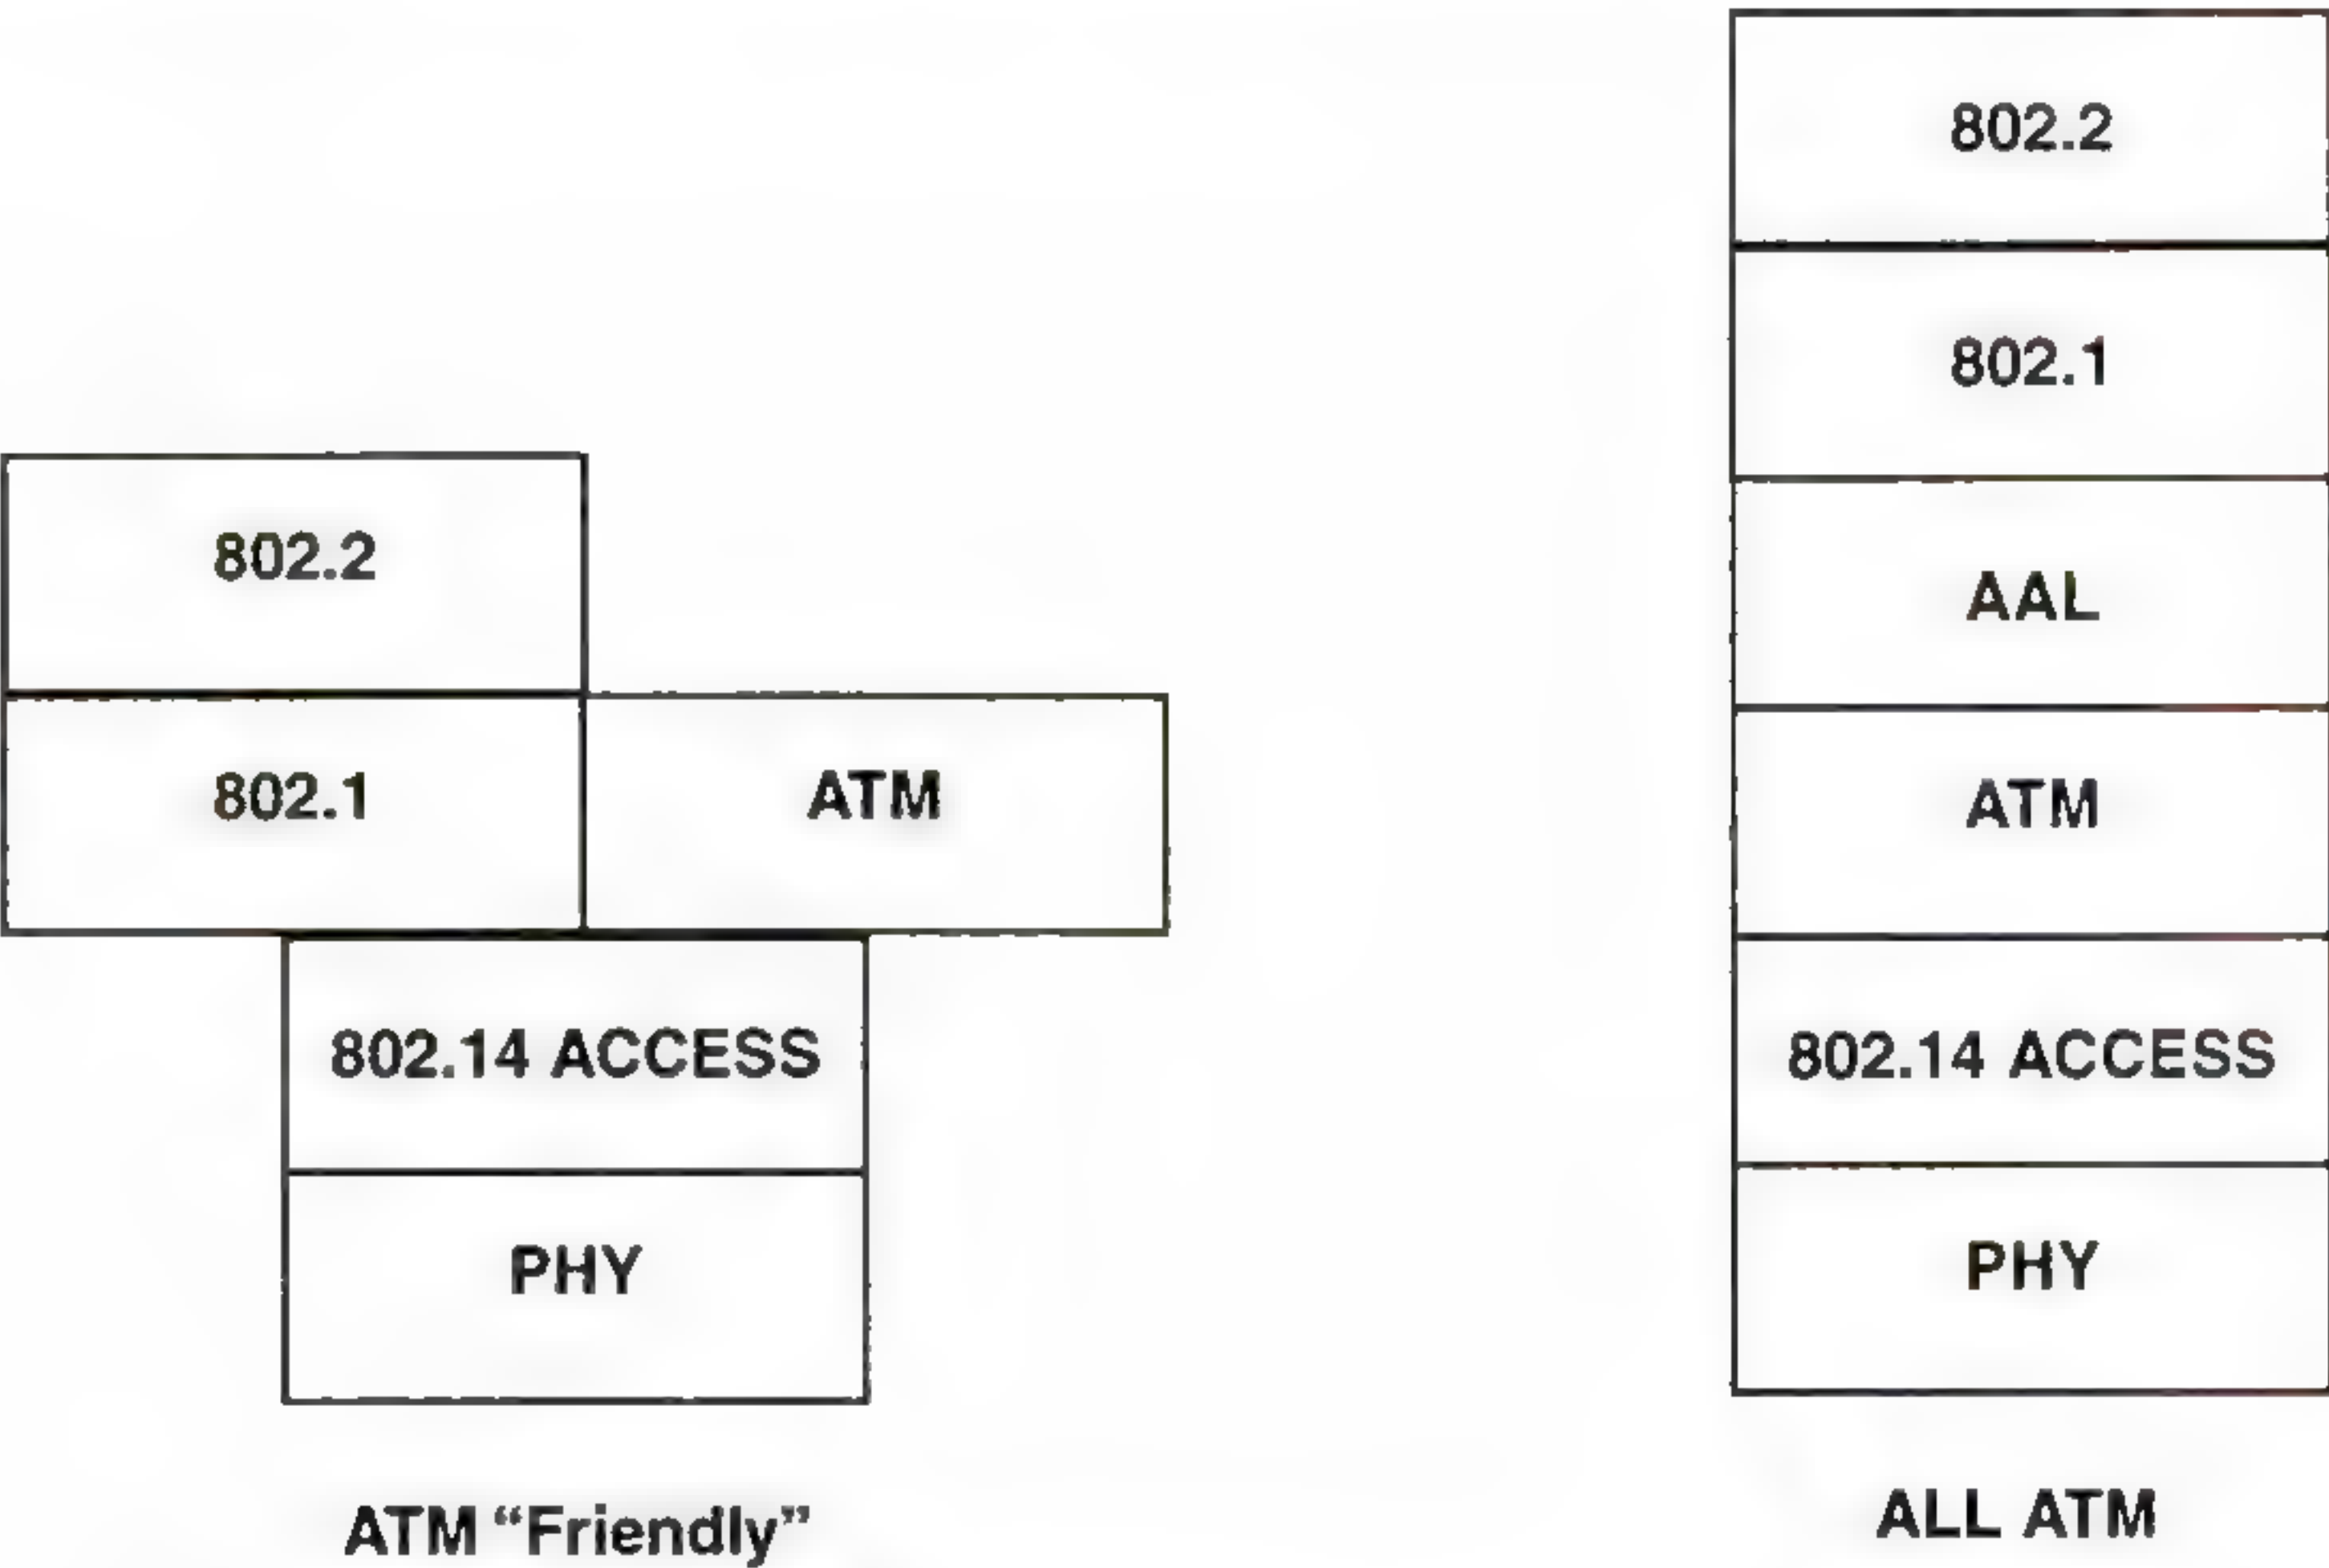 802.2
802.1
ATM
802.14 ACCESS
PHY
ATM “Friendly”
802.2
802.1
AAL
ATM
802.14 ACCESS
PHY
ALL ATM